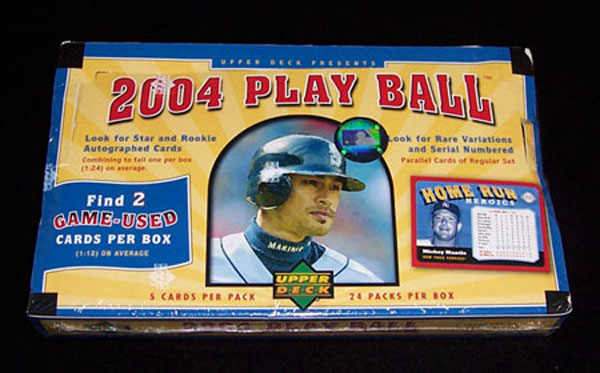 UPPER DECK PRESENTS
2004 PLAY BALL™
Look for Star and Rookie
Autographed Cards
Combining to fall one per box
(1:24) on average.
Look for Rare Variations
and Serial Numbered
Parallel Cards of Regular Set
Find 2
GAME-USED
CARDS PER BOX
(1:12) ON AVERAGE
MARINE
HOME RUN
HEROICS
Mickey Mantle
NEW YORK YANKEES
UPPER
DECK
5 CARDS PER PACK
24 PACKS PER BOX
2004 PLAY BALL